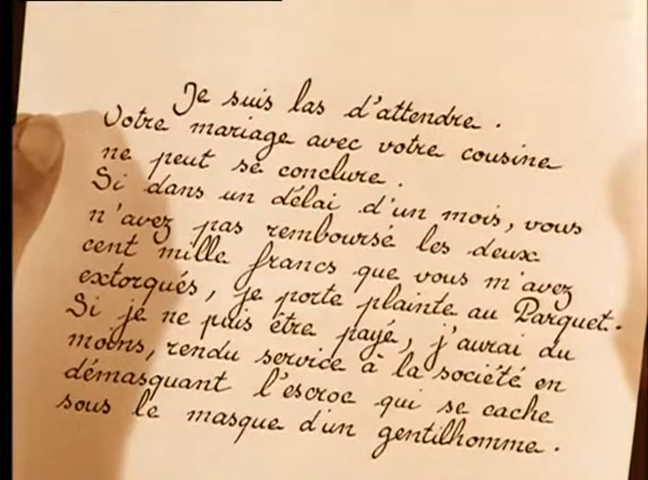 Je suis las d'attendre.
Votre mariage avec votre cousine
ne peut se conclure.
Si dans un délai d'un mois, vous
n'avez pas remboursé les deux
cent mille francs que vous m'avez
extorqués, je porte plainte au Parquet.
Si je ne puis être payé, j'aurai du
moins, rendu service à la société en
démasquant l'escroc qui se cache
sous le masque d'un gentilhomme.